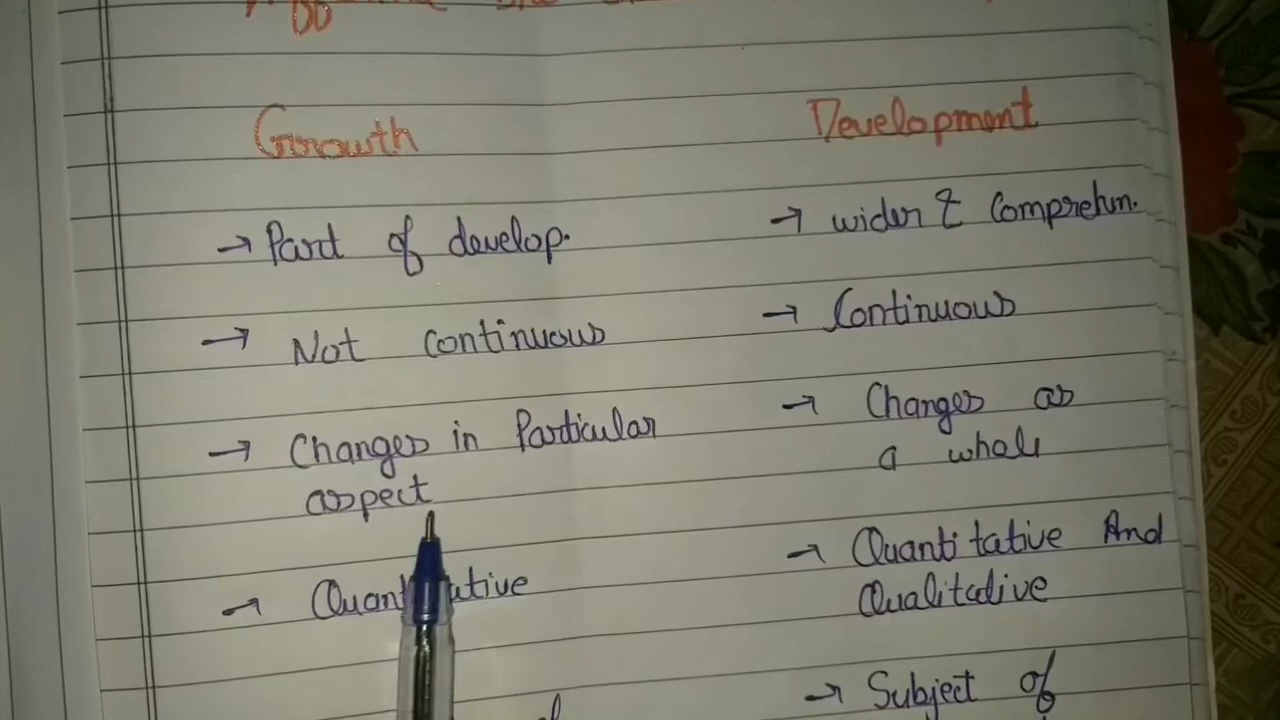 Growth Development
→ Part of develop. → wider & Comprehen.
→ Not continuous → Continuous
→ Changes in Particular → Changes as
aspect a whole
→ Quantitative → Quantitative And
Qualitative
→ Subject of